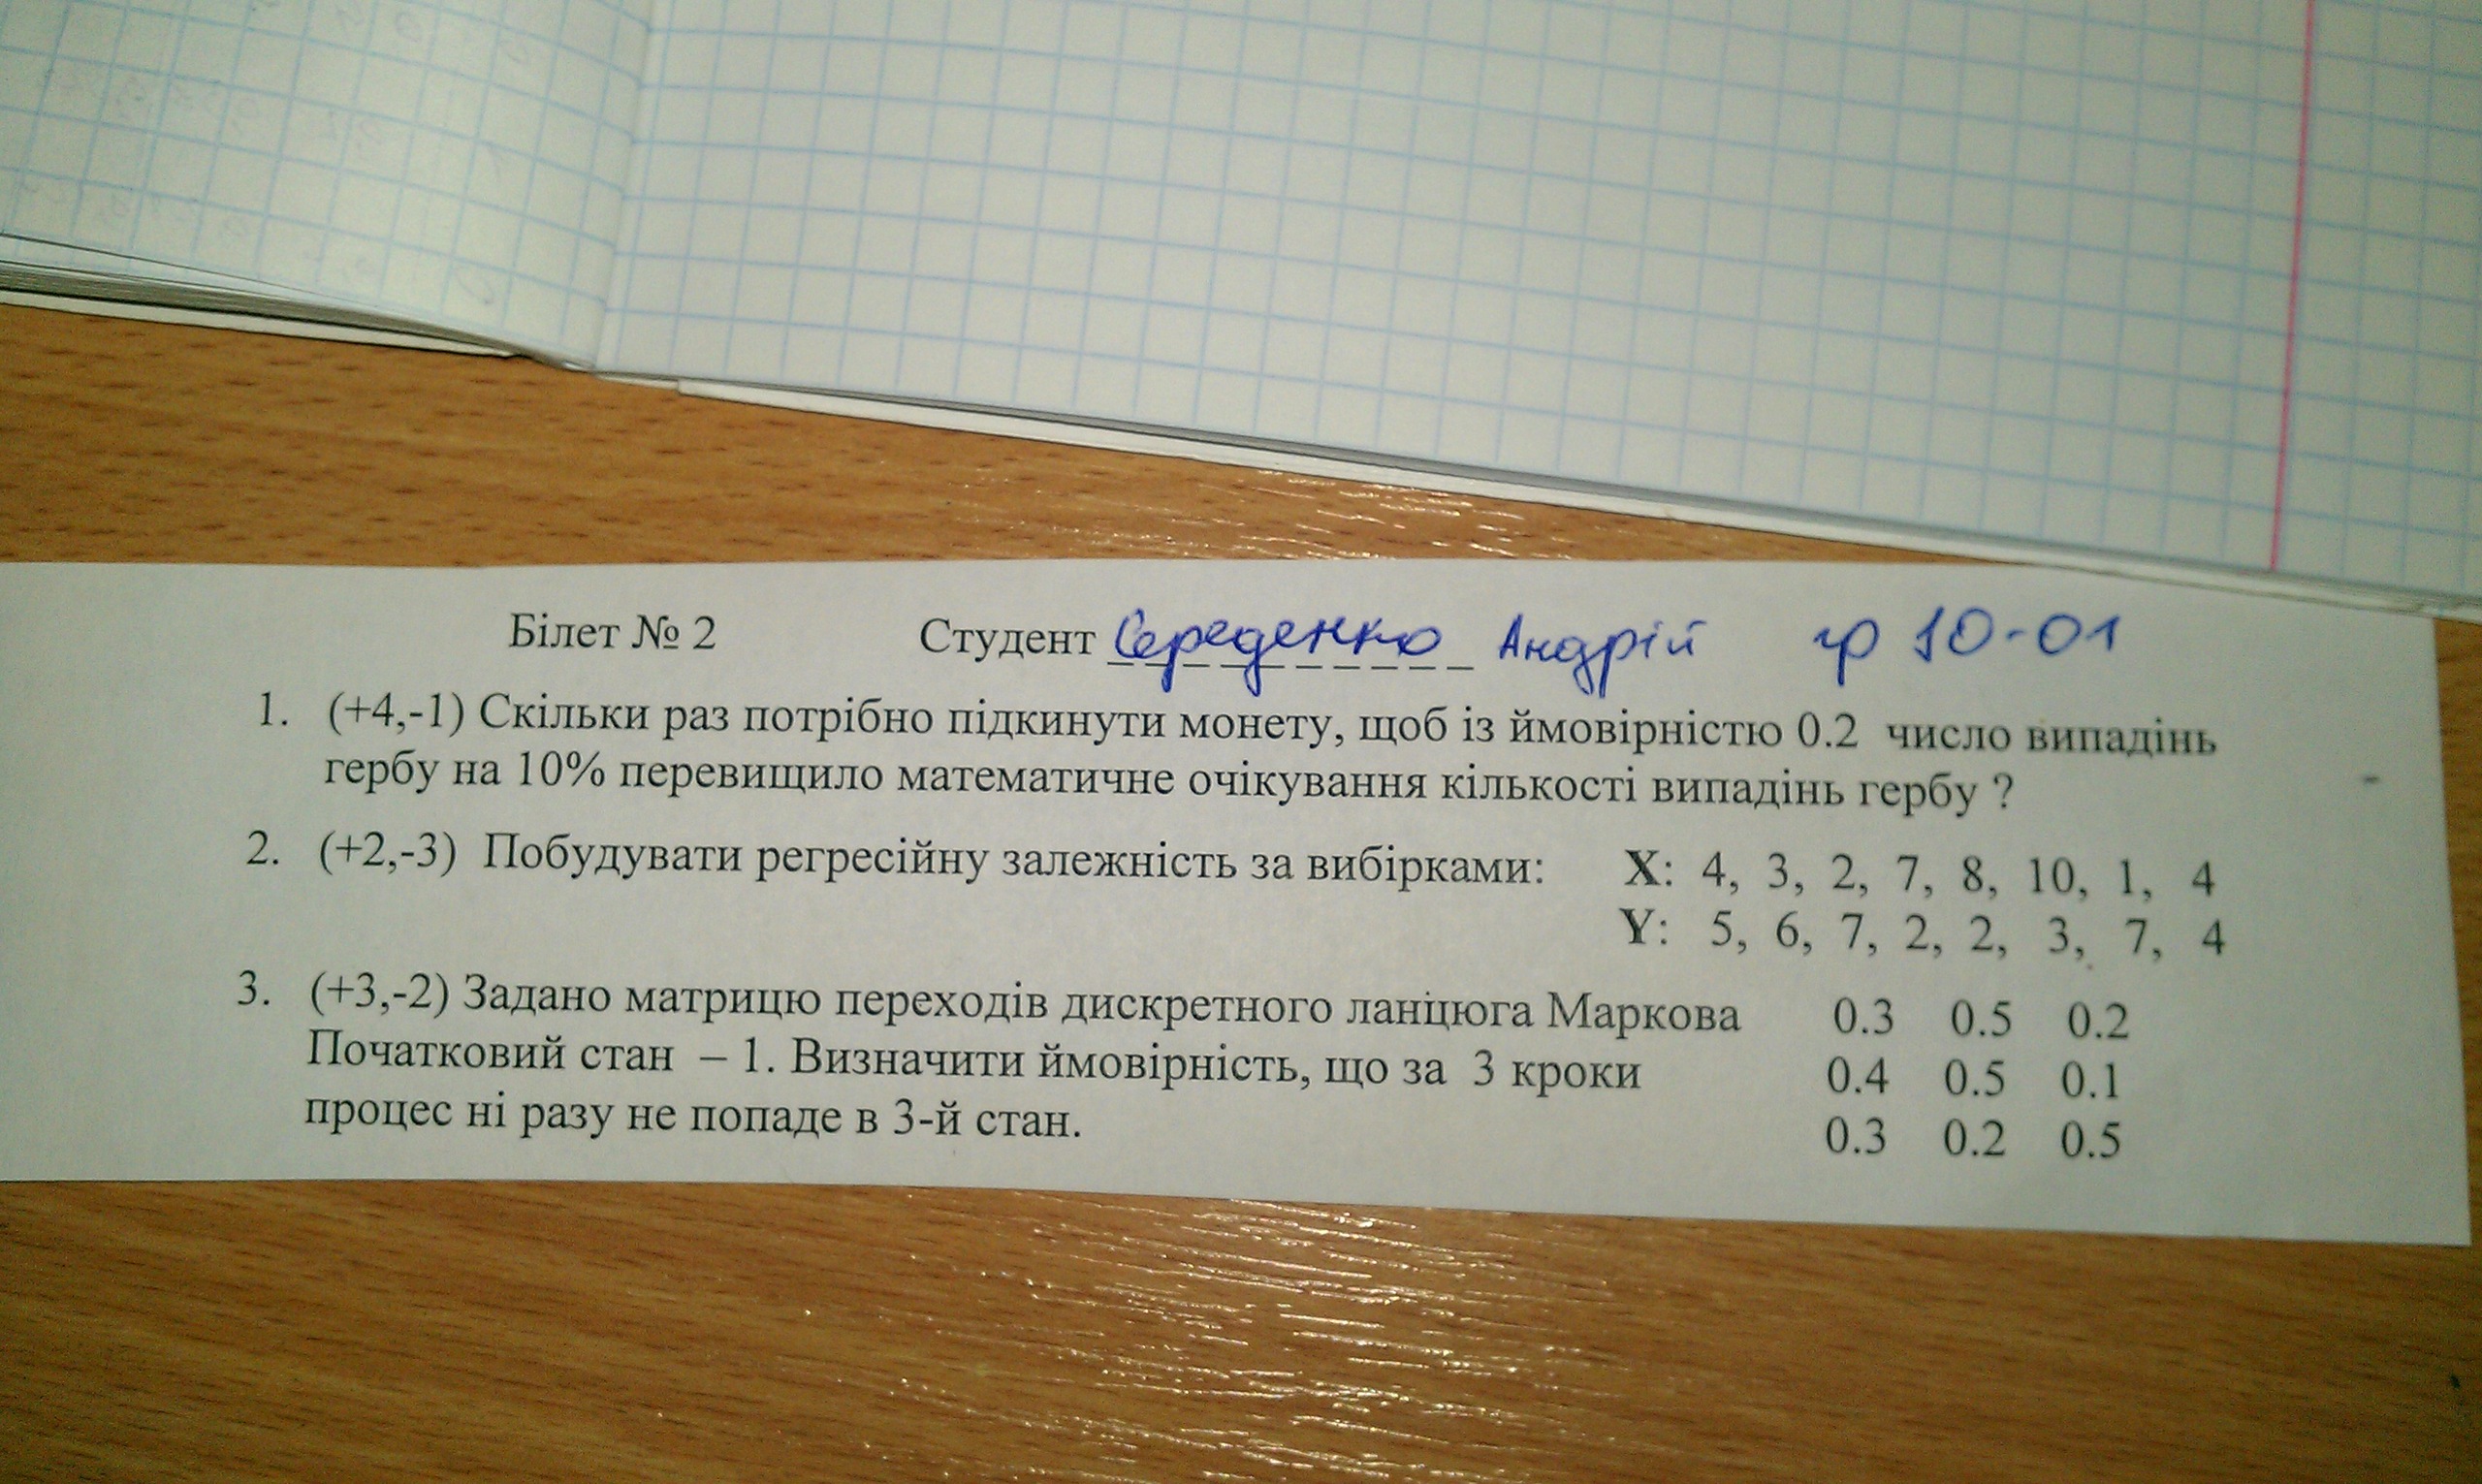 Білет № 2 Студент Середенко Андрій гр 10-01
1. (+4,-1) Скільки раз потрібно підкинути монету, щоб із ймовірністю 0.2 число випадінь
гербу на 10% перевищило математичне очікування кількості випадінь гербу ?
2. (+2,-3) Побудувати регресійну залежність за вибірками: X: 4, 3, 2, 7, 8, 10, 1, 4
Y: 5, 6, 7, 2, 2, 3, 7, 4
3. (+3,-2) Задано матрицю переходів дискретного ланцюга Маркова 0.3 0.5 0.2
Початковий стан – 1. Визначити ймовірність, що за 3 кроки 0.4 0.5 0.1
процес ні разу не попаде в 3-й стан. 0.3 0.2 0.5